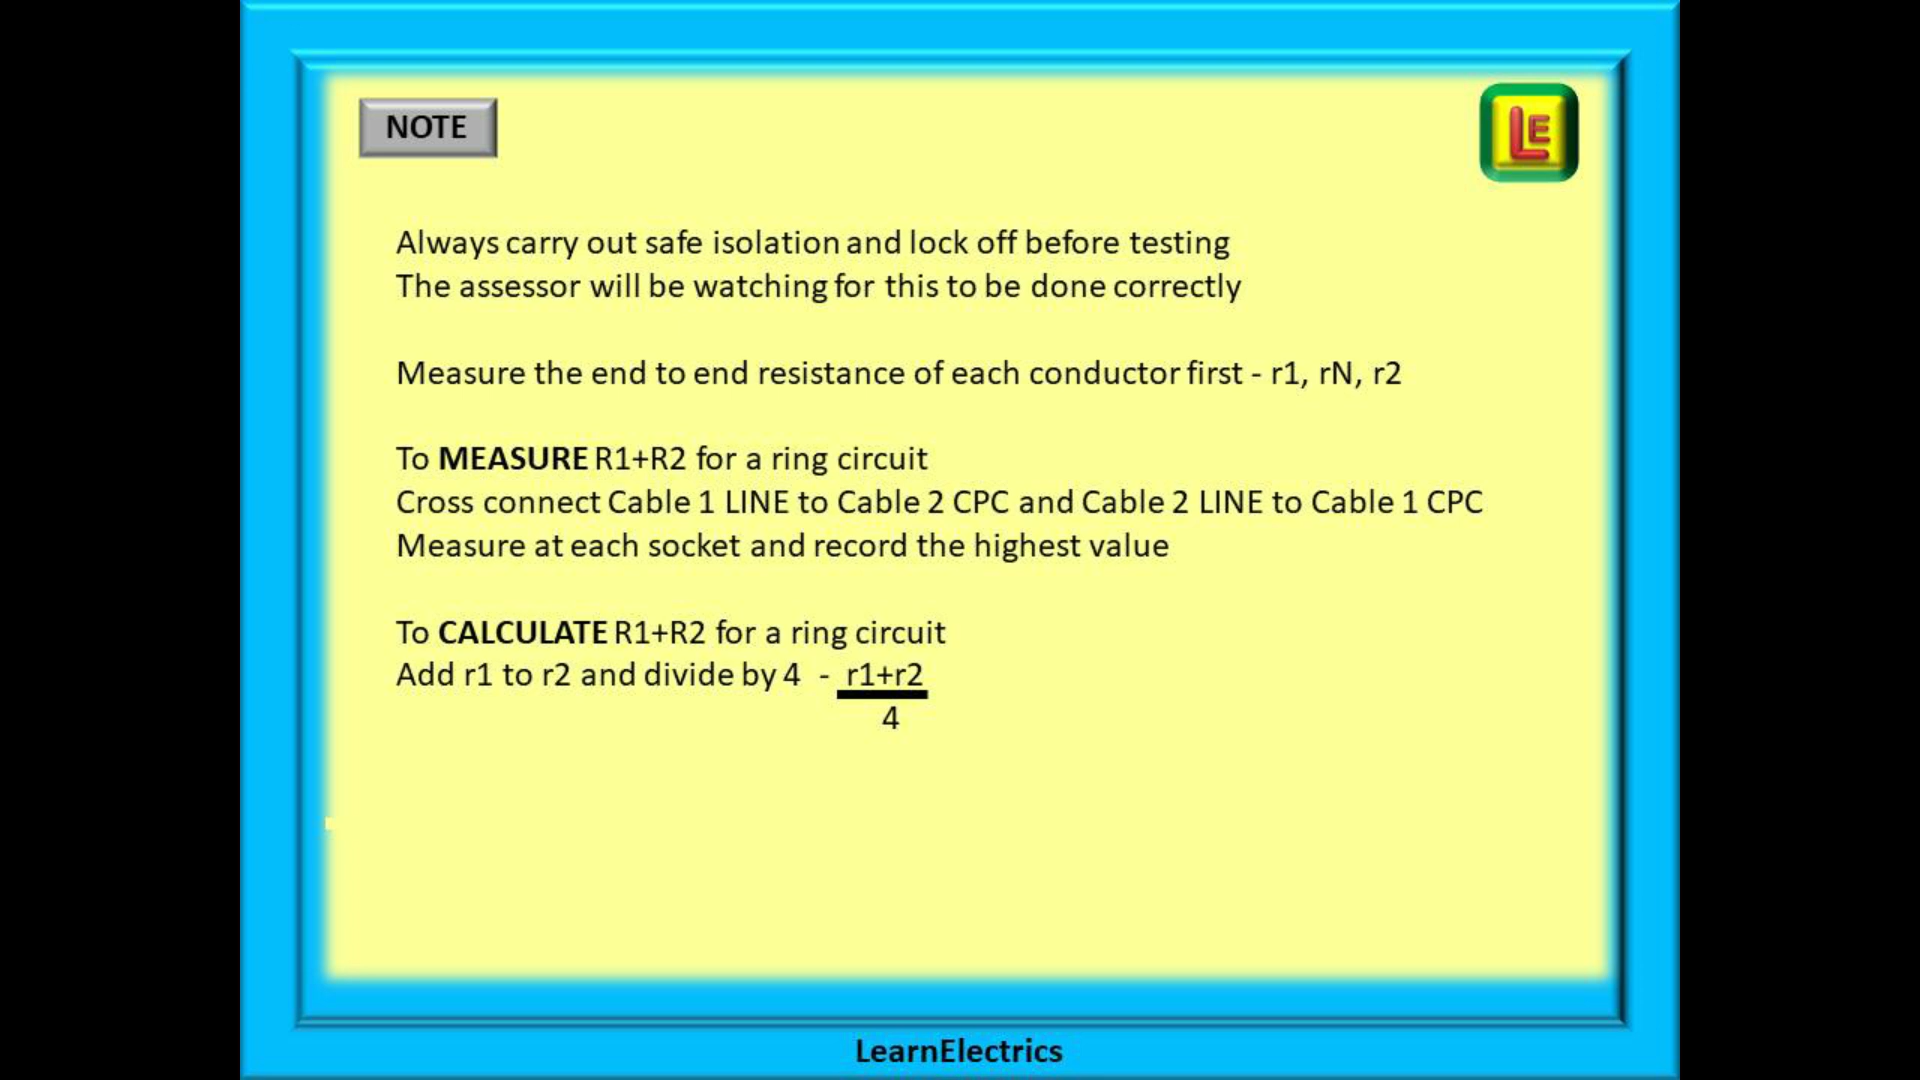 NOTE
LE
Always carry out safe isolation and lock off before testing
The assessor will be watching for this to be done correctly
Measure the end to end resistance of each conductor first - r1, rN, r2
To MEASURE R1+R2 for a ring circuit
Cross connect Cable 1 LINE to Cable 2 CPC and Cable 2 LINE to Cable 1 CPC
Measure at each socket and record the highest value
To CALCULATE R1+R2 for a ring circuit
Add r1 to r2 and divide by 4 - r1+r2
4
LearnElectrics